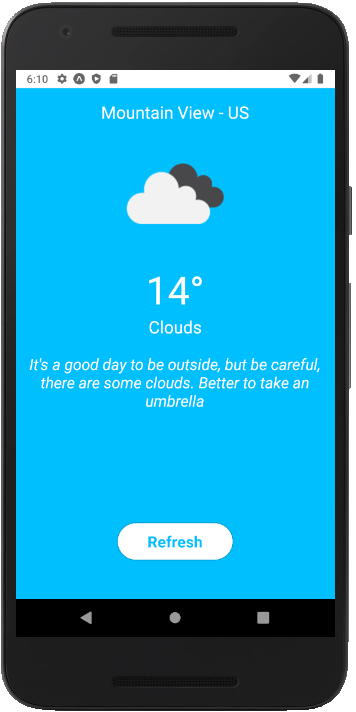 6:10
Mountain View - US
14°
Clouds
It's a good day to be outside, but be careful,
there are some clouds. Better to take an
umbrella
Refresh